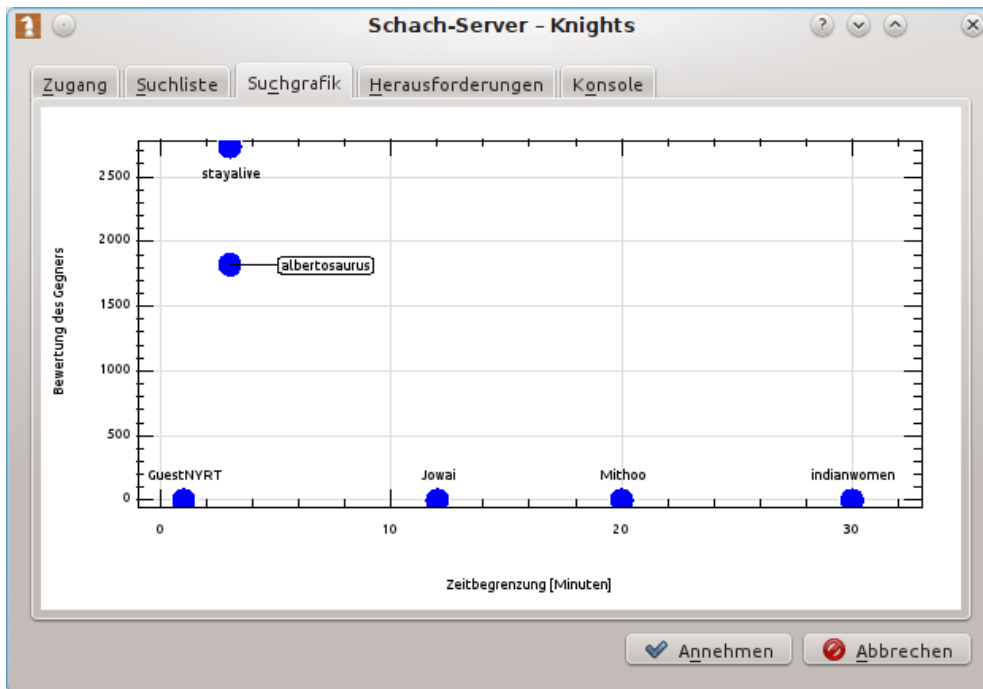 Schach-Server – Knights
Zugang Suchliste Suchgrafik Herausforderungen Konsole
stayalive
2500
2000
albertosaurus
1500
Bewertung des Gegners
1000
500
GuestNYRT Jowai Mithoo indianwomen
0
0 10 20 30
Zeitbegrenzung [Minuten]
Annehmen Abbrechen